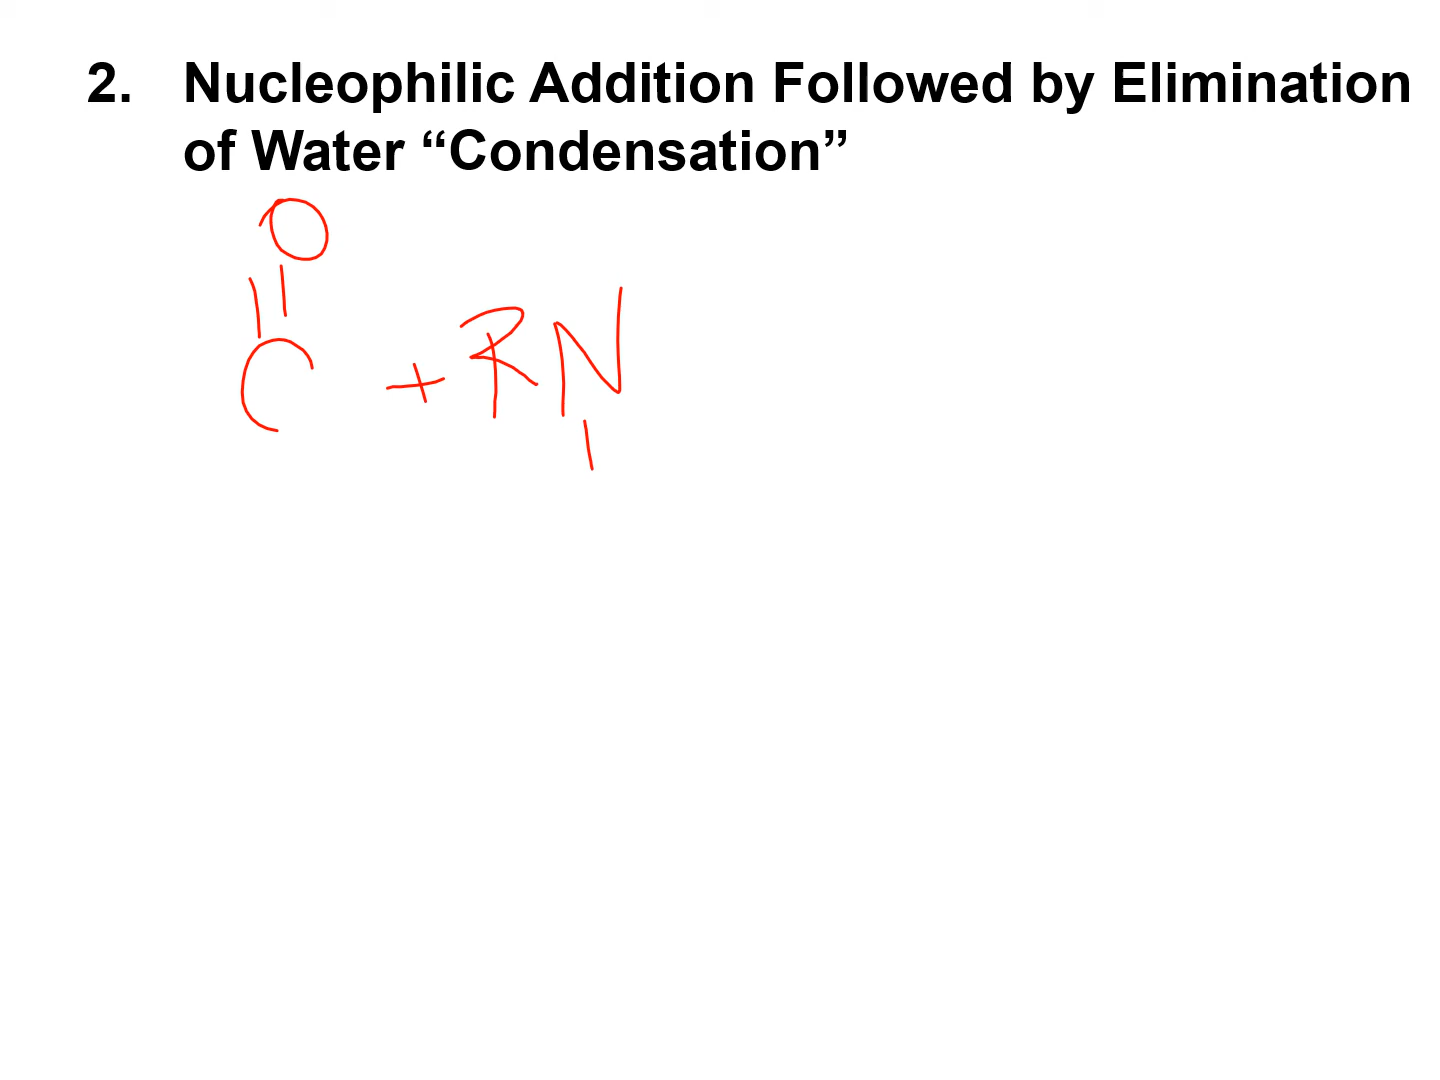 2. Nucleophilic Addition Followed by Elimination
of Water “Condensation”
O
||
C + RN
|